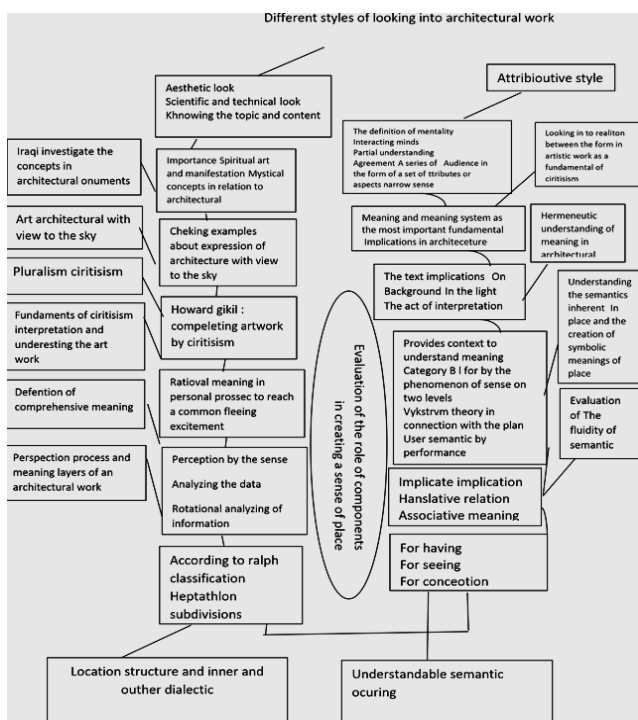 Different styles of looking into architectural work
Aesthetic look
Scientific and technical look
Khnowing the topic and content
Attribioutive style
Iraqi investigate the
concepts in
architectural onuments
Importance Spiritual art
and manifestation Mystical
concepts in relation to
architectural
The definition of mentality
Interacting minds
Partial understanding
Agreement A series of Audience in
the form of a set of ttributes or
aspects narrow sense
Looking in to realiton
between the form in
artistic work as a
fundamental of
ciritisism
Art architectural with
view to the sky
Cheking examples
about expression of
architecture with view
to the sky
Meaning and meaning system as
the most important fundamental
Implications in architeceture
Hermeneutic
understanding of
meaning in
architectural
Pluralism ciritisism
Howard gikil :
compeleting artwork
by ciritisism
The text implications On
Background In the light
The act of interpretation
Understanding
the semantics
inherent In
place and the
creation of
symbolic
meanings of
place
Fundaments of ciritisism
interpretation and
underesting the art
work
Ratioval meaning in
personal prossec to reach
a common fleeing
excitement
Provides context to
understand meaning
Category B l for by the
phenomenon of sense on
two levels
Vykstrvm theory in
connection with the plan
User semantic by
performance
Evaluation of the role of components
in creating a sense of place
Defention of
comprehensive meaning
Evaluation
of The
fluidity of
semantic
Perspection process and
meaning layers of an
architectural work
Perception by the sense
Analyzing the data
Rotational analyzing of
information
Implicate implication
Hanslative relation
Associative meaning
According to ralph
classification
Heptathlon
subdivisions
For having
For seeing
For conceotion
Location structure and inner and
outher dialectic
Understandable semantic
ocuring